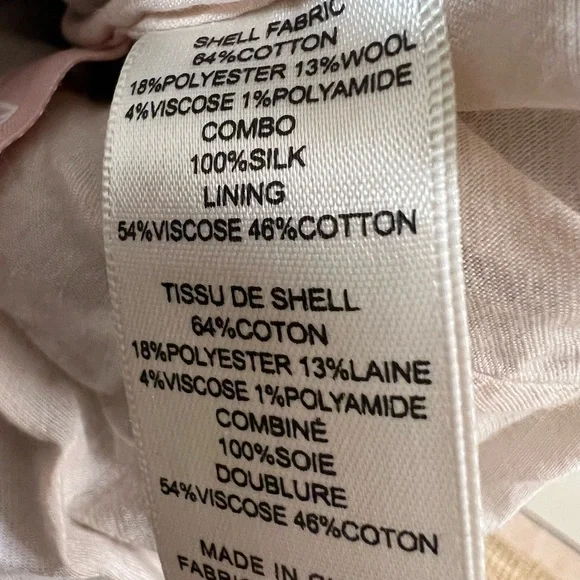 SHELL FABRIC
64%COTTON
18%POLYESTER 13%WOOL
4%VISCOSE 1%POLYAMIDE
COMBO
100%SILK
LINING
54%VISCOSE 46%COTTON
TISSU DE SHELL
64%COTON
18%POLYESTER 13%LAINE
4%VISCOSE 1%POLYAMIDE
COMBINÉ
100%SOIE
DOUBLURE
54%VISCOSE 46%COTON
MADE IN